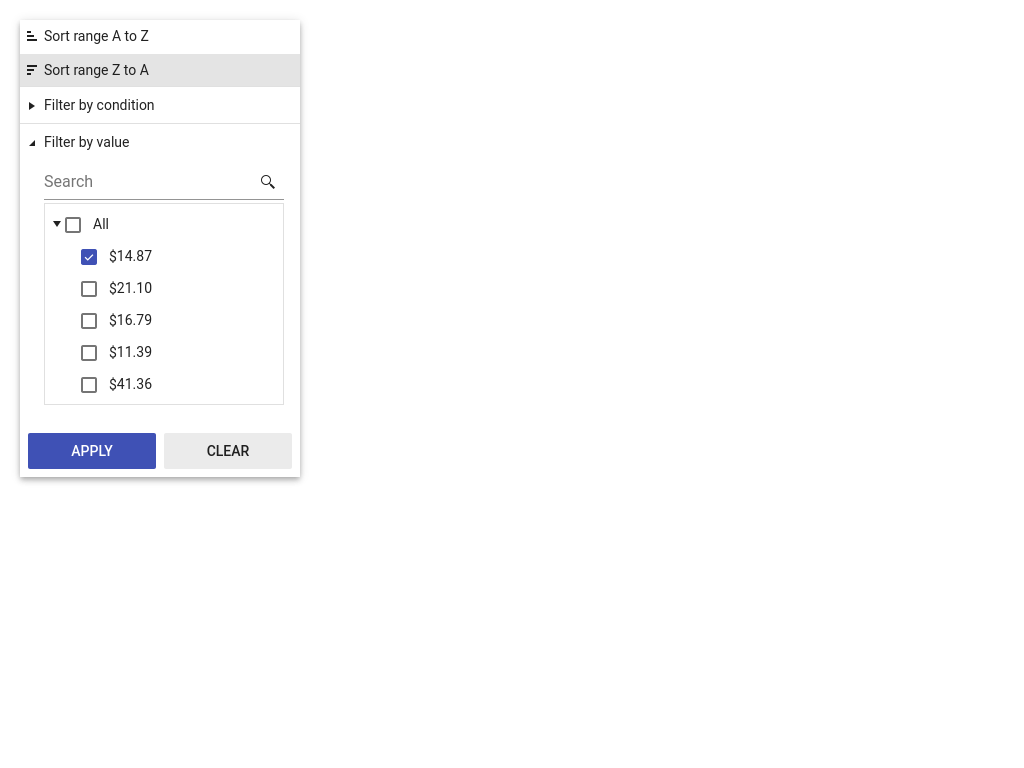 Sort range A to Z
Sort range Z to A
Filter by condition
Filter by value
Search
All
$14.87
$21.10
$16.79
$11.39
$41.36
APPLY CLEAR